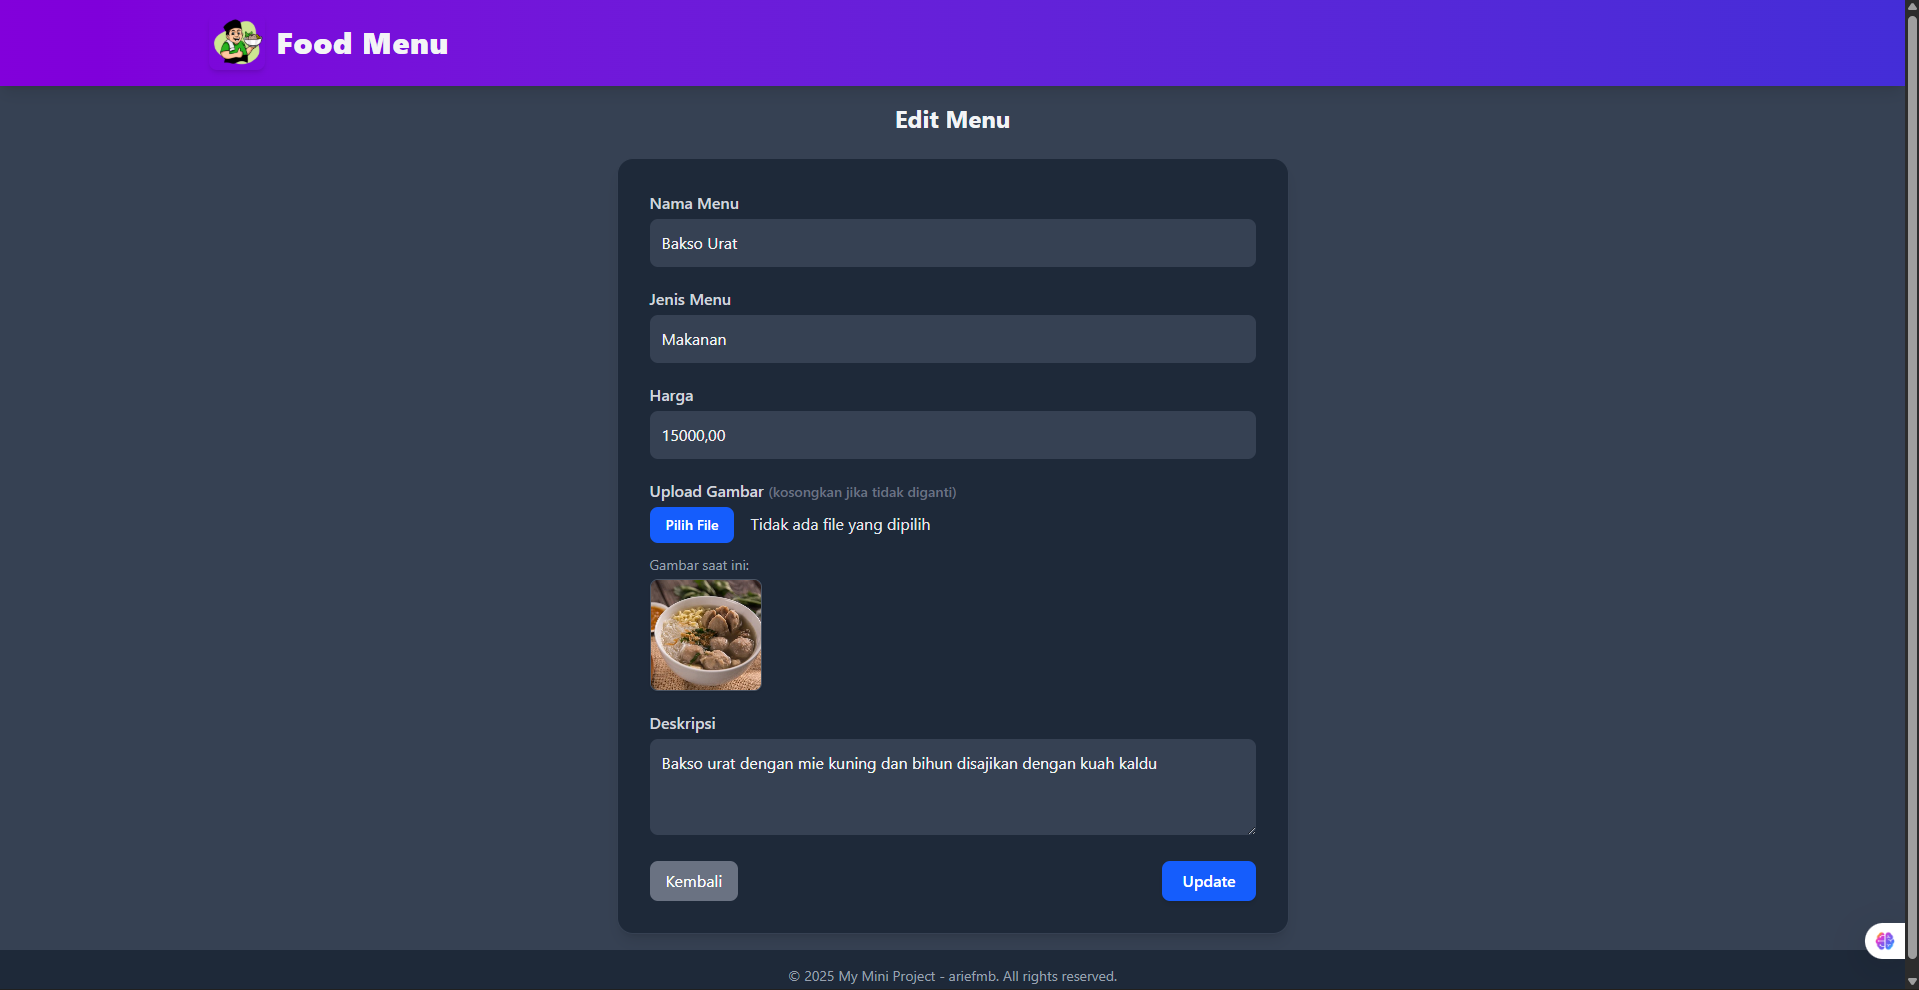 Food Menu
Edit Menu
Nama Menu
Bakso Urat
Jenis Menu
Makanan
Harga
15000,00
Upload Gambar (kosongkan jika tidak diganti)
Pilih File Tidak ada file yang dipilih
Gambar saat ini:
Deskripsi
Bakso urat dengan mie kuning dan bihun disajikan dengan kuah kaldu
Kembali Update
© 2025 My Mini Project - ariefmb. All rights reserved.